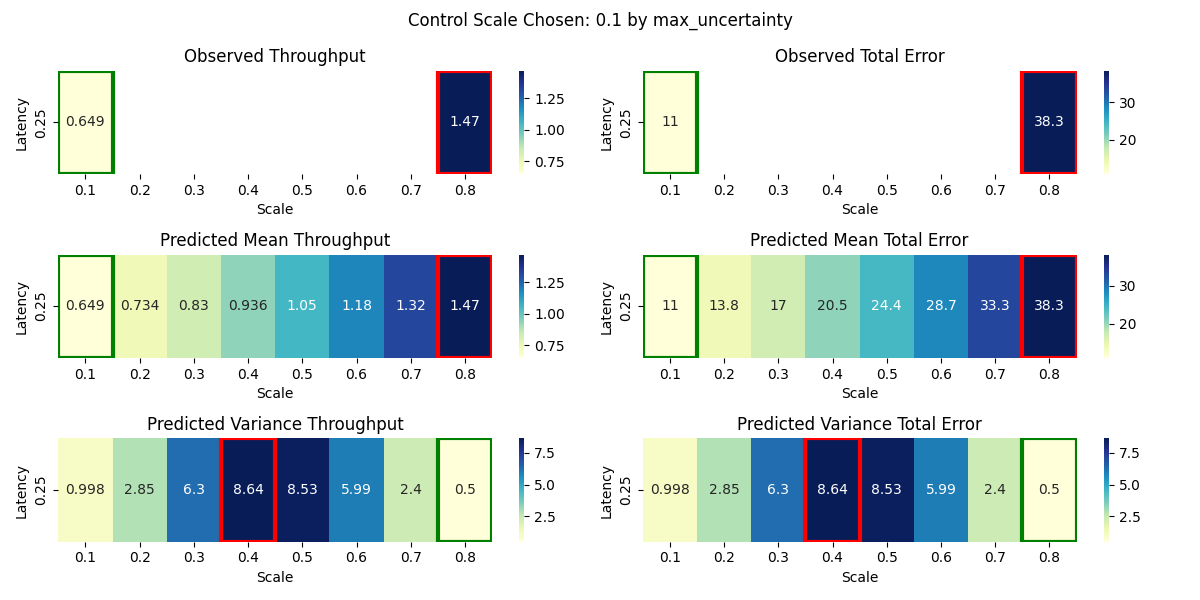 Control Scale Chosen: 0.1 by max_uncertainty
Observed Throughput
Latency
0.25
0.649
1.47
0.1 0.2 0.3 0.4 0.5 0.6 0.7 0.8
Scale
1.25
1.00
0.75
Observed Total Error
Latency
0.25
11
38.3
0.1 0.2 0.3 0.4 0.5 0.6 0.7 0.8
Scale
30
20
Predicted Mean Throughput
Latency
0.25
0.649 0.734 0.83 0.936 1.05 1.18 1.32 1.47
0.1 0.2 0.3 0.4 0.5 0.6 0.7 0.8
Scale
1.25
1.00
0.75
Predicted Mean Total Error
Latency
0.25
11 13.8 17 20.5 24.4 28.7 33.3 38.3
0.1 0.2 0.3 0.4 0.5 0.6 0.7 0.8
Scale
30
20
Predicted Variance Throughput
Latency
0.25
0.998 2.85 6.3 8.64 8.53 5.99 2.4 0.5
0.1 0.2 0.3 0.4 0.5 0.6 0.7 0.8
Scale
7.5
5.0
2.5
Predicted Variance Total Error
Latency
0.25
0.998 2.85 6.3 8.64 8.53 5.99 2.4 0.5
0.1 0.2 0.3 0.4 0.5 0.6 0.7 0.8
Scale
7.5
5.0
2.5